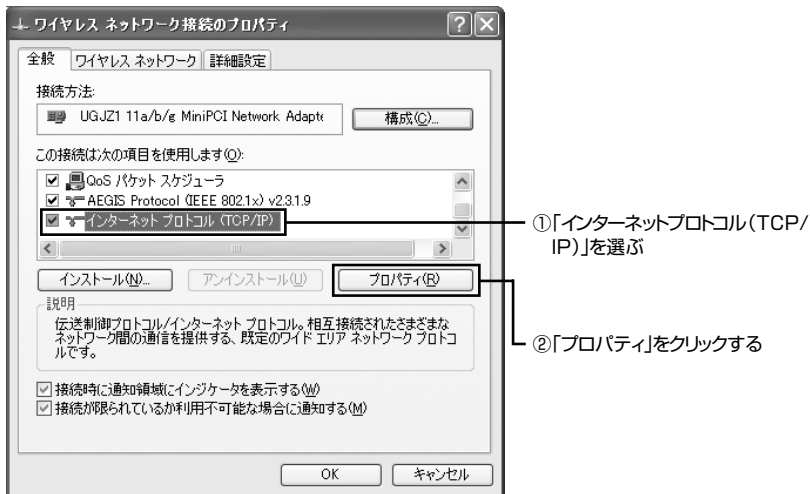 ワイヤレス ネットワーク接続のプロパティ
全般 ワイヤレス ネットワーク 詳細設定
接続方法:
UGJZ1 11a/b/g MiniPCI Network Adapte
構成(C)...
この接続は次の項目を使用します(O):
QoS パケット スケジューラ
AEGIS Protocol (IEEE 802.1x) v2.3.1.9
インターネット プロトコル (TCP/IP)
①「インターネットプロトコル(TCP/
IP)」を選ぶ
インストール(N)... アンインストール(U) プロパティ(R)
説明
伝送制御プロトコル/インターネット プロトコル。相互接続されたさまざまな
ネットワーク間の通信を提供する、既定のワイド エリア ネットワーク プロトコ
ルです。
②「プロパティ」をクリックする
接続時に通知領域にインジケータを表示する(W)
接続が限られているか利用不可能な場合に通知する(M)
OK キャンセル